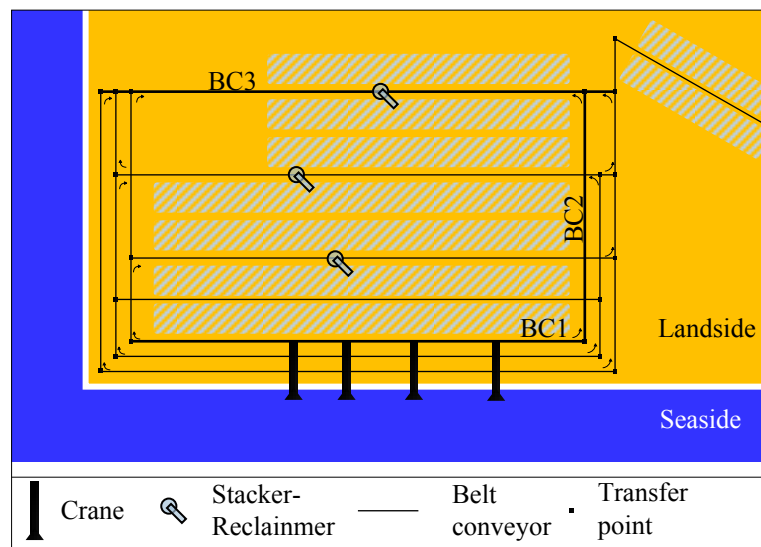 BC3
BC2
BC1
Landside
Seaside
Crane
Stacker-
Reclainmer
Belt
conveyor
Transfer
point